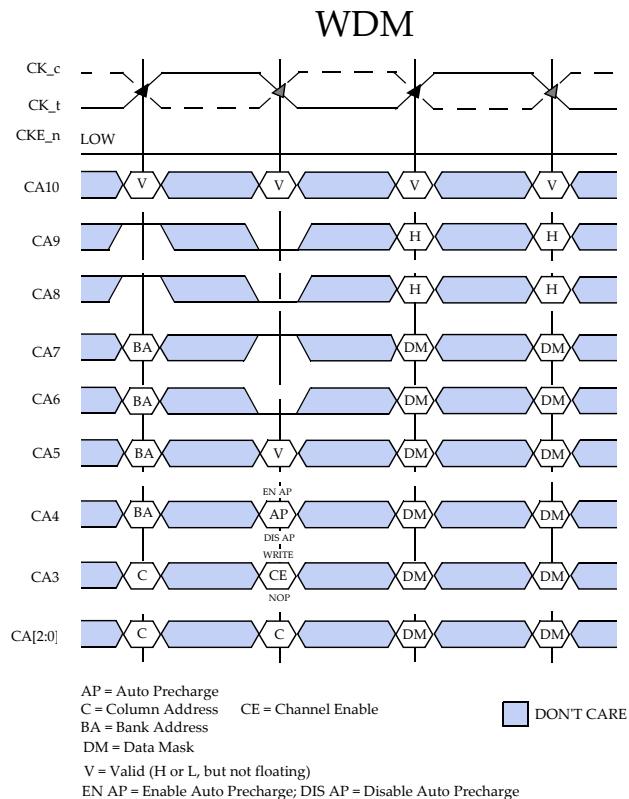 WDM
CK_c
CK_t
CKE_n LOW
CA10 V V V V
CA9 H H
CA8 H H
CA7 BA DM DM
CA6 BA DM DM
CA5 BA V DM DM
EN AP
CA4 BA AP DM DM
DIS AP
WRITE
CA3 C CE DM DM
NOP
CA[2:0] C C DM DM
AP = Auto Precharge
C = Column Address CE = Channel Enable
BA = Bank Address
DM = Data Mask
V = Valid (H or L, but not floating)
EN AP = Enable Auto Precharge; DIS AP = Disable Auto Precharge
DON'T CARE